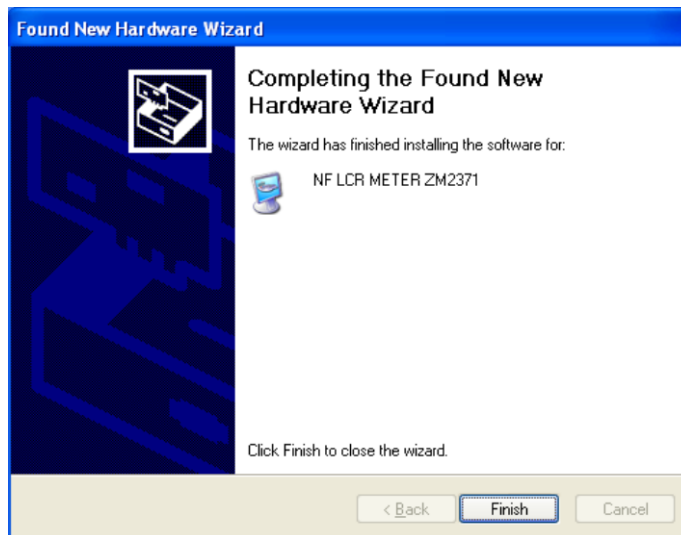 Found New Hardware Wizard
Completing the Found New
Hardware Wizard
The wizard has finished installing the software for:
NF LCR METER ZM2371
Click Finish to close the wizard.
< Back Finish Cancel